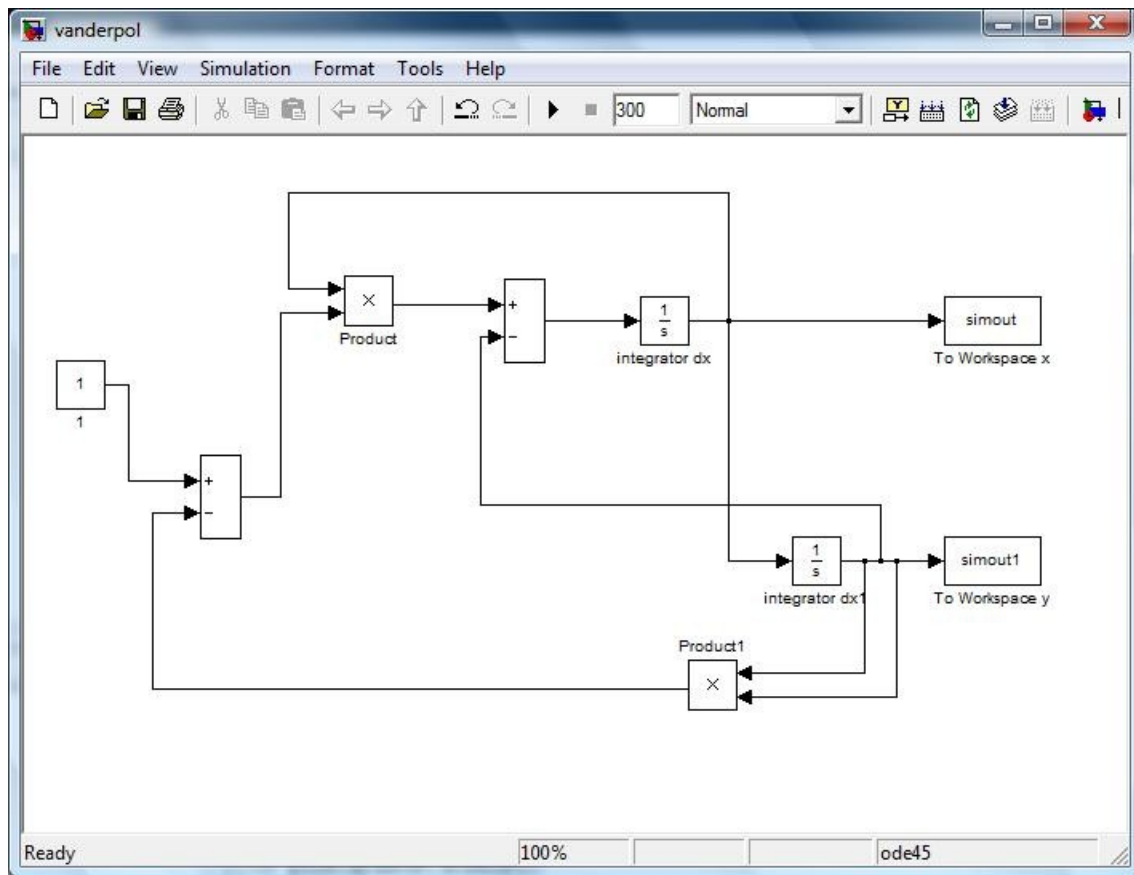 vanderpol
File Edit View Simulation Format Tools Help
300 Normal
×
Product
+
−
1
s
integrator dx
simout
To Workspace x
1
1
+
−
1
s
integrator dx1
simout1
To Workspace y
Product1
×
Ready 100% ode45